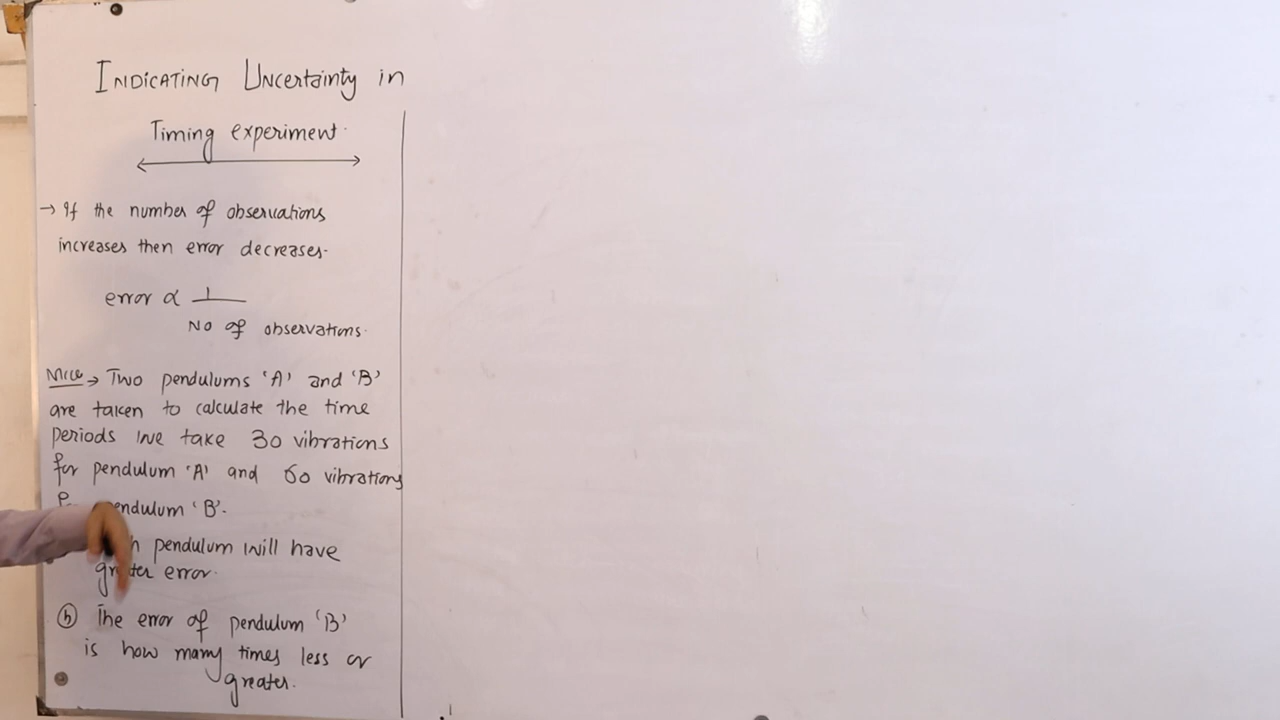 INDICATING Uncertainty in
Timing experiment.
→ If the number of observations
increases then error decreases.
error ∝ 1
No of observations.
→ Two pendulums 'A' and 'B'
are taken to calculate the time
periods we take 30 vibrations
for pendulum 'A' and 60 vibrations
pendulum 'B'.
pendulum will have
greater error.
ⓑ The error of pendulum 'B'
is how many times less or
greater.